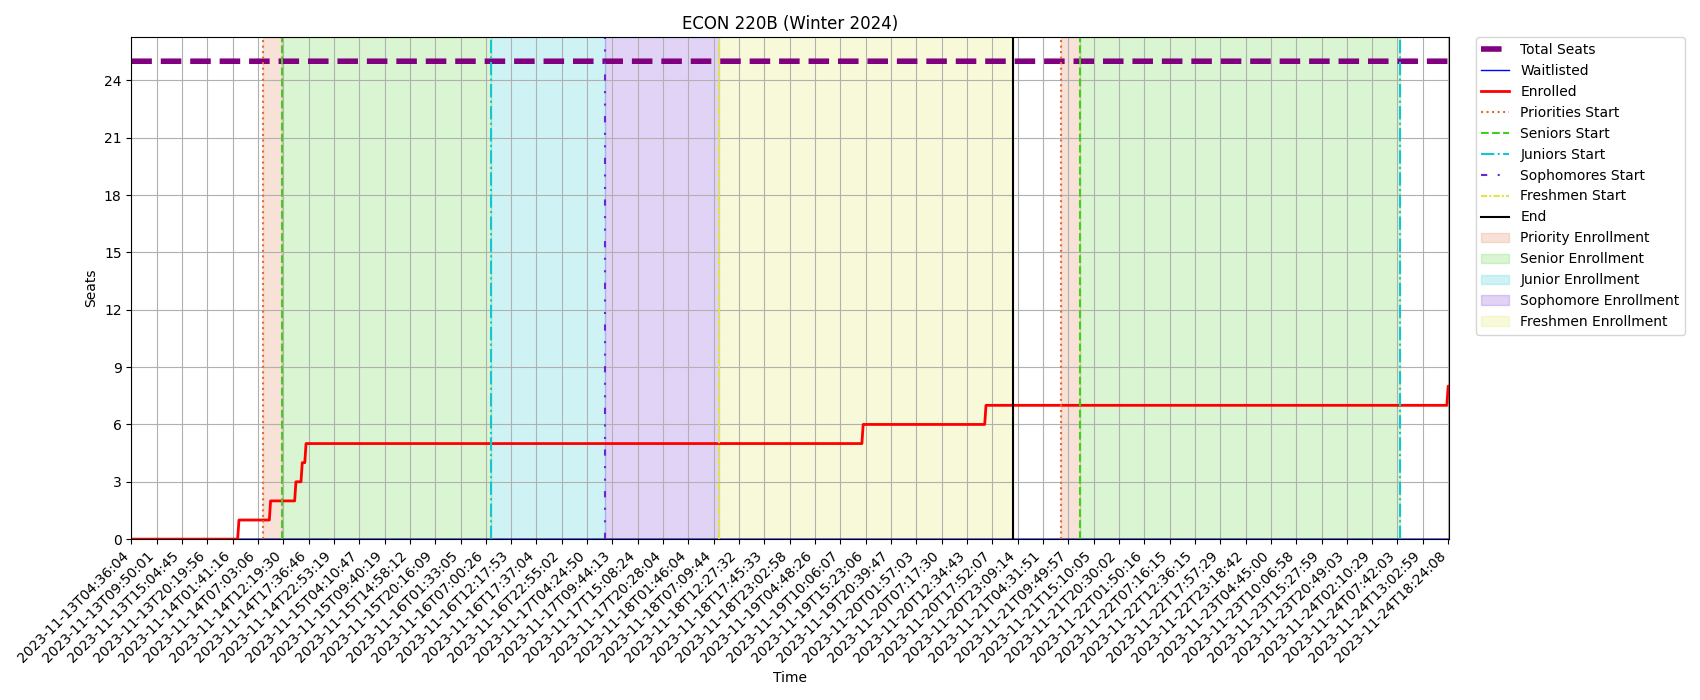 ECON 220B (Winter 2024)
Total Seats
Waitlisted
Enrolled
Priorities Start
Seniors Start
Juniors Start
Sophomores Start
Freshmen Start
End
Priority Enrollment
Senior Enrollment
Junior Enrollment
Sophomore Enrollment
Freshmen Enrollment
Seats
24
21
18
15
12
9
6
3
0
2023-11-13T04:36:04
2023-11-13T09:50:01
2023-11-13T15:04:45
2023-11-13T20:19:56
2023-11-14T01:41:16
2023-11-14T07:03:06
2023-11-14T12:19:30
2023-11-14T17:36:46
2023-11-14T22:53:19
2023-11-15T04:10:47
2023-11-15T09:40:19
2023-11-15T14:58:12
2023-11-15T20:16:09
2023-11-16T01:33:05
2023-11-16T07:00:26
2023-11-16T12:17:53
2023-11-16T17:37:04
2023-11-16T22:55:02
2023-11-17T04:24:50
2023-11-17T09:44:13
2023-11-17T15:08:24
2023-11-17T20:28:04
2023-11-18T01:46:04
2023-11-18T07:09:44
2023-11-18T12:27:32
2023-11-18T17:45:33
2023-11-18T23:02:58
2023-11-19T04:48:26
2023-11-19T10:06:07
2023-11-19T15:23:06
2023-11-19T20:39:47
2023-11-20T01:57:03
2023-11-20T07:17:30
2023-11-20T12:34:43
2023-11-20T17:52:07
2023-11-20T23:09:14
2023-11-21T04:31:51
2023-11-21T09:49:57
2023-11-21T15:10:05
2023-11-21T20:30:02
2023-11-22T01:50:16
2023-11-22T07:16:15
2023-11-22T12:36:15
2023-11-22T17:57:29
2023-11-22T23:18:42
2023-11-23T04:45:00
2023-11-23T10:06:58
2023-11-23T15:27:59
2023-11-23T20:49:03
2023-11-24T02:10:29
2023-11-24T07:42:03
2023-11-24T13:02:59
2023-11-24T18:24:08
Time